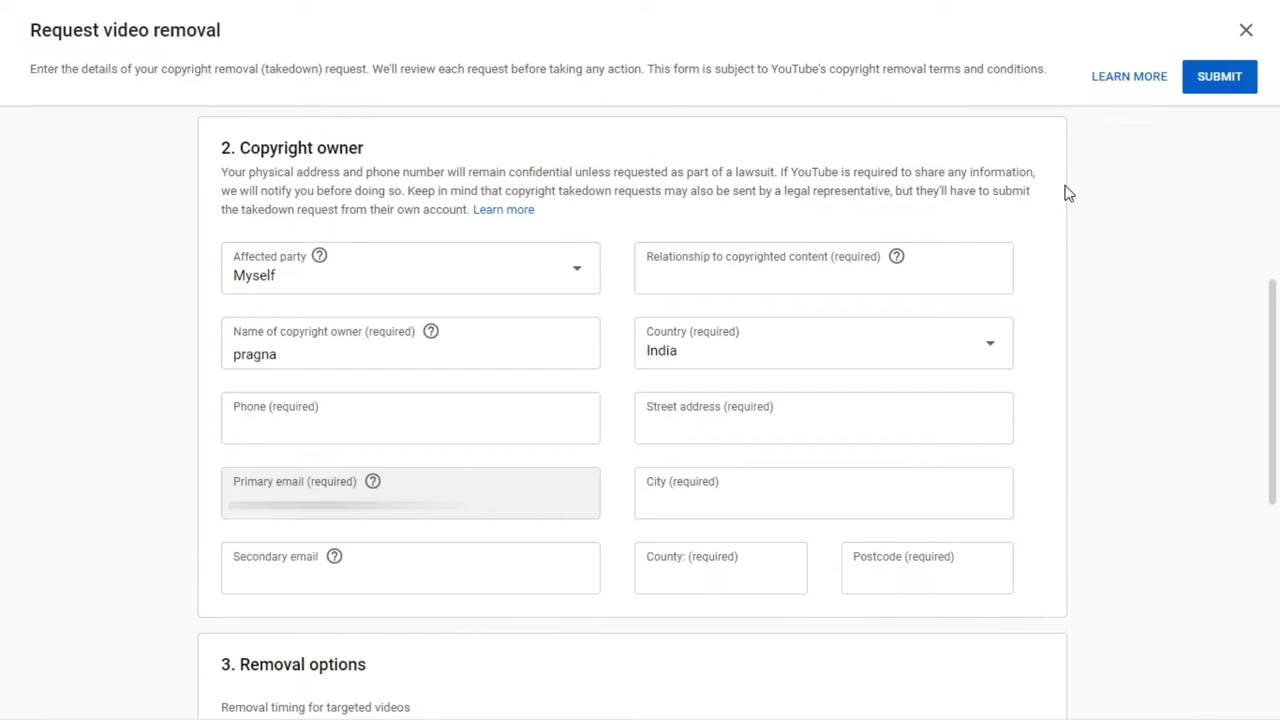 Request video removal
Enter the details of your copyright removal (takedown) request. We'll review each request before taking any action. This form is subject to YouTube's copyright removal terms and conditions.
LEARN MORE
SUBMIT
2. Copyright owner
Your physical address and phone number will remain confidential unless requested as part of a lawsuit. If YouTube is required to share any information,
we will notify you before doing so. Keep in mind that copyright takedown requests may also be sent by a legal representative, but they'll have to submit
the takedown request from their own account. Learn more
Affected party
Myself
Relationship to copyrighted content (required)
Name of copyright owner (required)
pragna
Country (required)
India
Phone (required)
Street address (required)
Primary email (required)
City (required)
Secondary email
County: (required)
Postcode (required)
3. Removal options
Removal timing for targeted videos